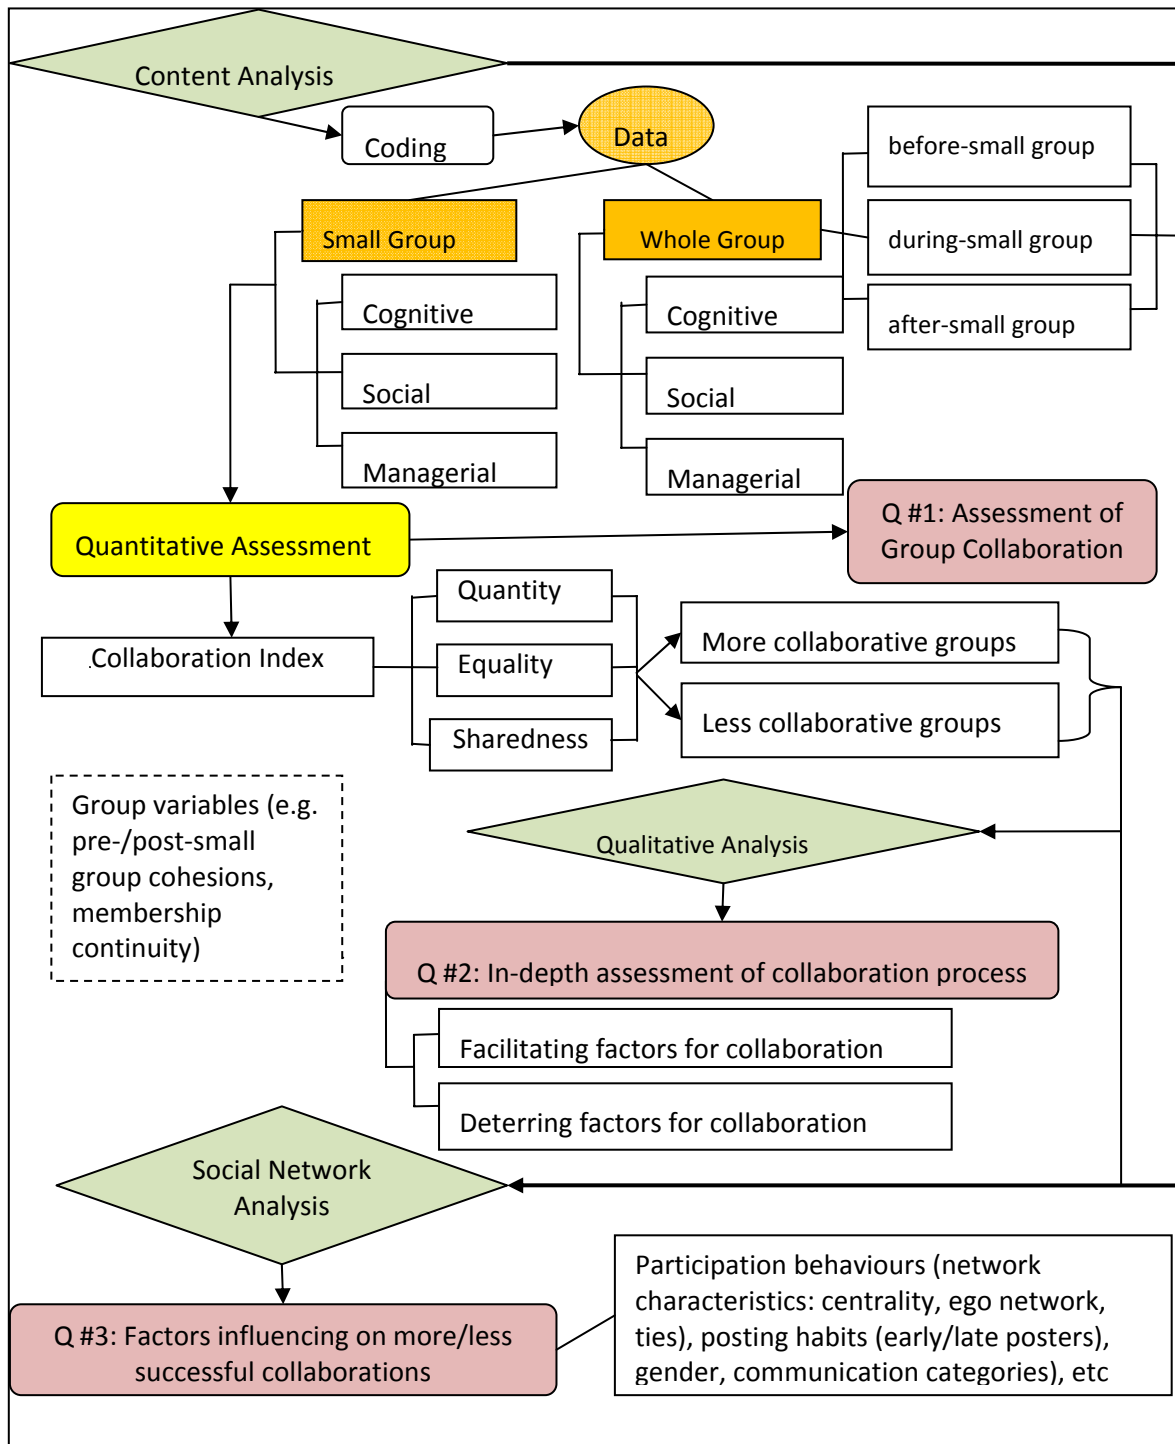 Content Analysis
Coding
Data
before-small group
Small Group
Whole Group
during-small group
Cognitive
Cognitive
after-small group
Social
Social
Managerial
Managerial
Quantitative Assessment
Q #1: Assessment of
Group Collaboration
.Collaboration Index
Quantity
Equality
Sharedness
More collaborative groups
Less collaborative groups
Group variables (e.g.
pre-/post-small
group cohesions,
membership
continuity)
Qualitative Analysis
Q #2: In-depth assessment of collaboration process
Facilitating factors for collaboration
Deterring factors for collaboration
Social Network
Analysis
Q #3: Factors influencing on more/less
successful collaborations
Participation behaviours (network
characteristics: centrality, ego network,
ties), posting habits (early/late posters),
gender, communication categories), etc